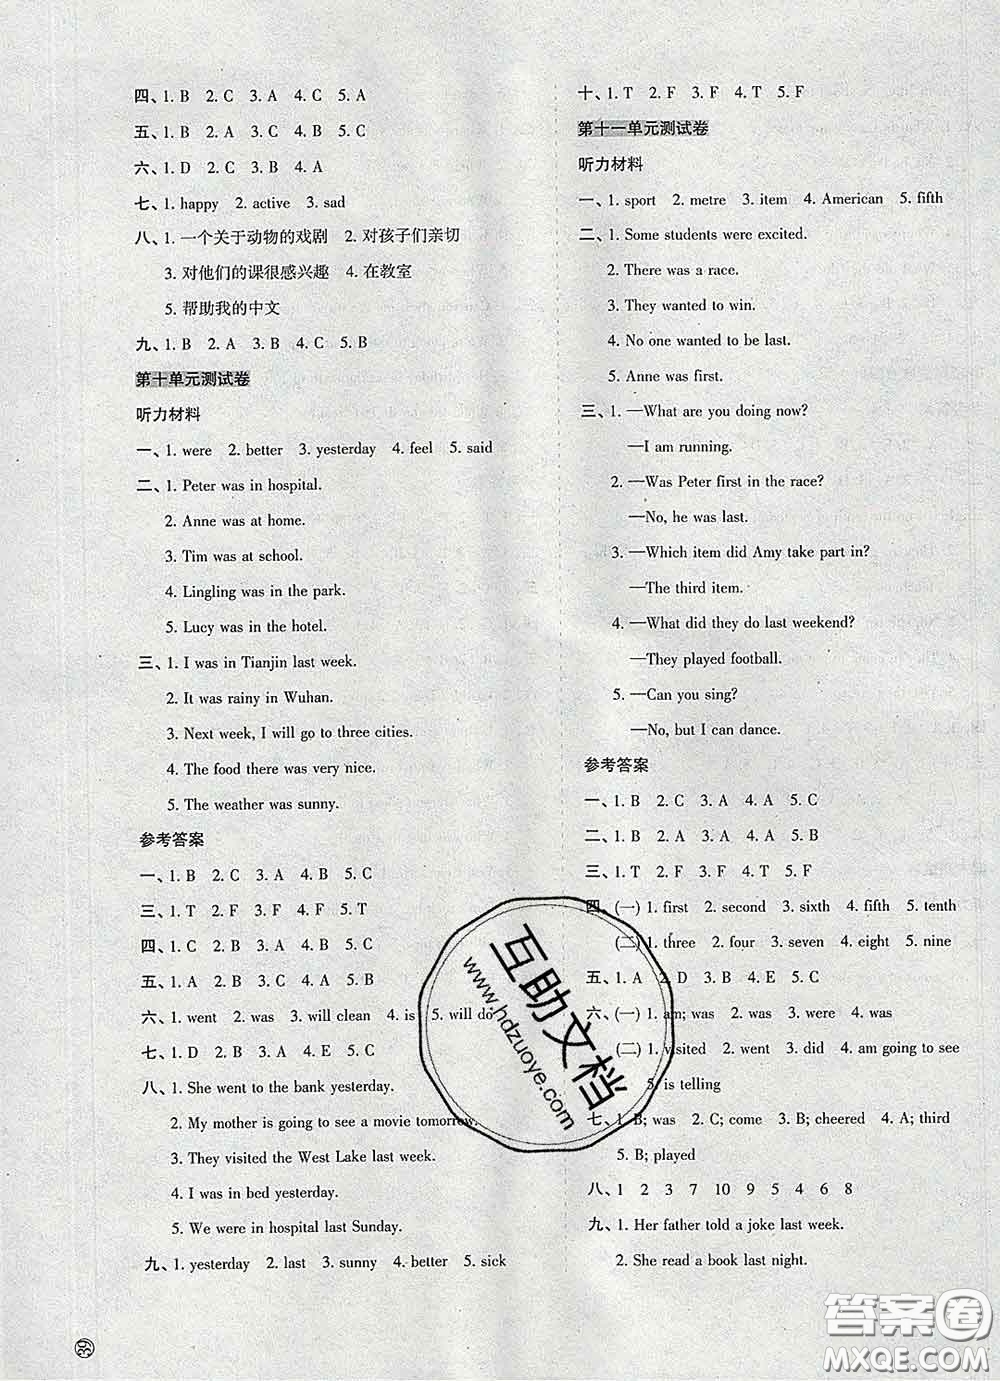 四、1. B 2. C 3. A 4. C 5. A
五、1. B 2. A 3. B 4. C 5. B
六、1. D 2. C 3. B 4. A
七、1. happy 2. active 3. sad
八、1. 一个关于动物的戏剧 2. 对孩子们亲切
3. 对他们的课很感兴趣 4. 在教室
5. 帮助我的中文
九、1. B 2. A 3. B 4. C 5. B
第十单元测试卷
听力材料
一、1. were 2. better 3. yesterday 4. feel 5. said
二、1. Peter was in hospital.
2. Anne was at home.
3. Tim was at school.
4. Lingling was in the park.
5. Lucy was in the hotel.
三、1. I was in Tianjin last week.
2. It was rainy in Wuhan.
3. Next week, I will go to three cities.
4. The food there was very nice.
5. The weather was sunny.
参考答案
一、1. B 2. C 3. A 4. B 5. C
三、1. T 2. F 3. F 4. F 5. T
四、1. C 2. B 3. A 4. B 5. C
五、1. A 2. B 3. A 4. C 5. C
六、1. went 2. was 3. will clean 4. is 5. will do
七、1. D 2. B 3. A 4. E 5. C
八、1. She went to the bank yesterday.
2. My mother is going to see a movie tomorrow.
3. They visited the West Lake last week.
4. I was in bed yesterday.
5. We were in hospital last Sunday.
九、1. yesterday 2. last 3. sunny 4. better 5. sick
十、1. T 2. F 3. F 4. T 5. F
第十一单元测试卷
听力材料
一、1. sport 2. metre 3. item 4. American 5. fifth
二、1. Some students were excited.
2. There was a race.
3. They wanted to win.
4. No one wanted to be last.
5. Anne was first.
三、1. —What are you doing now?
—I am running.
2. —Was Peter first in the race?
—No, he was last.
3. —Which item did Amy take part in?
—The third item.
4. —What did they do last weekend?
—They played football.
5. —Can you sing?
—No, but I can dance.
参考答案
一、1. B 2. C 3. A 4. A 5. C
二、1. B 2. A 3. A 4. A 5. B
三、1. T 2. F 3. F 4. T 5. F
四、(一) 1. first 2. second 3. sixth 4. fifth 5. tenth
(二) 1. three 2. four 3. seven 4. eight 5. nine
五、1. A 2. D 3. B 4. E 5. C
六、(一) 1. am; was 2. was 3. were 4. was
(二) 1. visited 2. went 3. did 4. am going to see
5. is telling
七、1. B; was 2. C; come 3. B; cheered 4. A; third
5. B; played
八、1 2 3 7 10 9 5 4 6 8
九、1. Her father told a joke last week.
2. She read a book last night.
互助文档
www.hdzuoye.com
答案圈
MXQE.COM